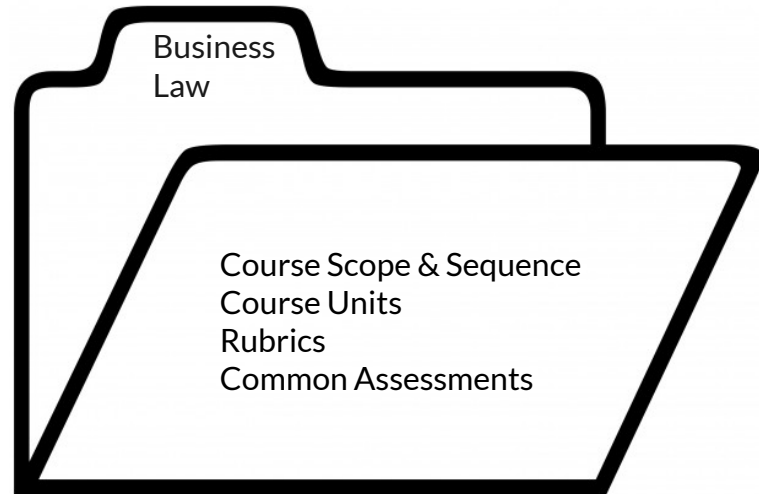 Business
Law
Course Scope & Sequence
Course Units
Rubrics
Common Assessments